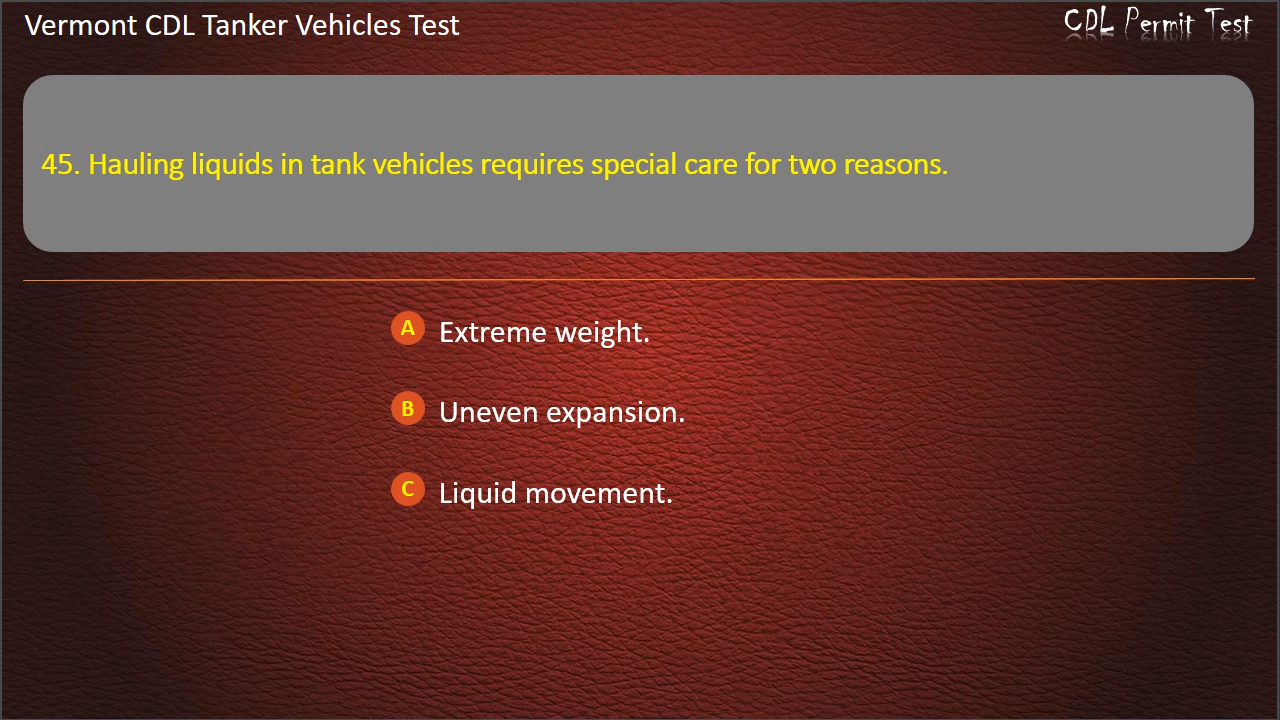 Vermont CDL Tanker Vehicles Test
CDL Permit Test
45. Hauling liquids in tank vehicles requires special care for two reasons.
A Extreme weight.
B Uneven expansion.
C Liquid movement.